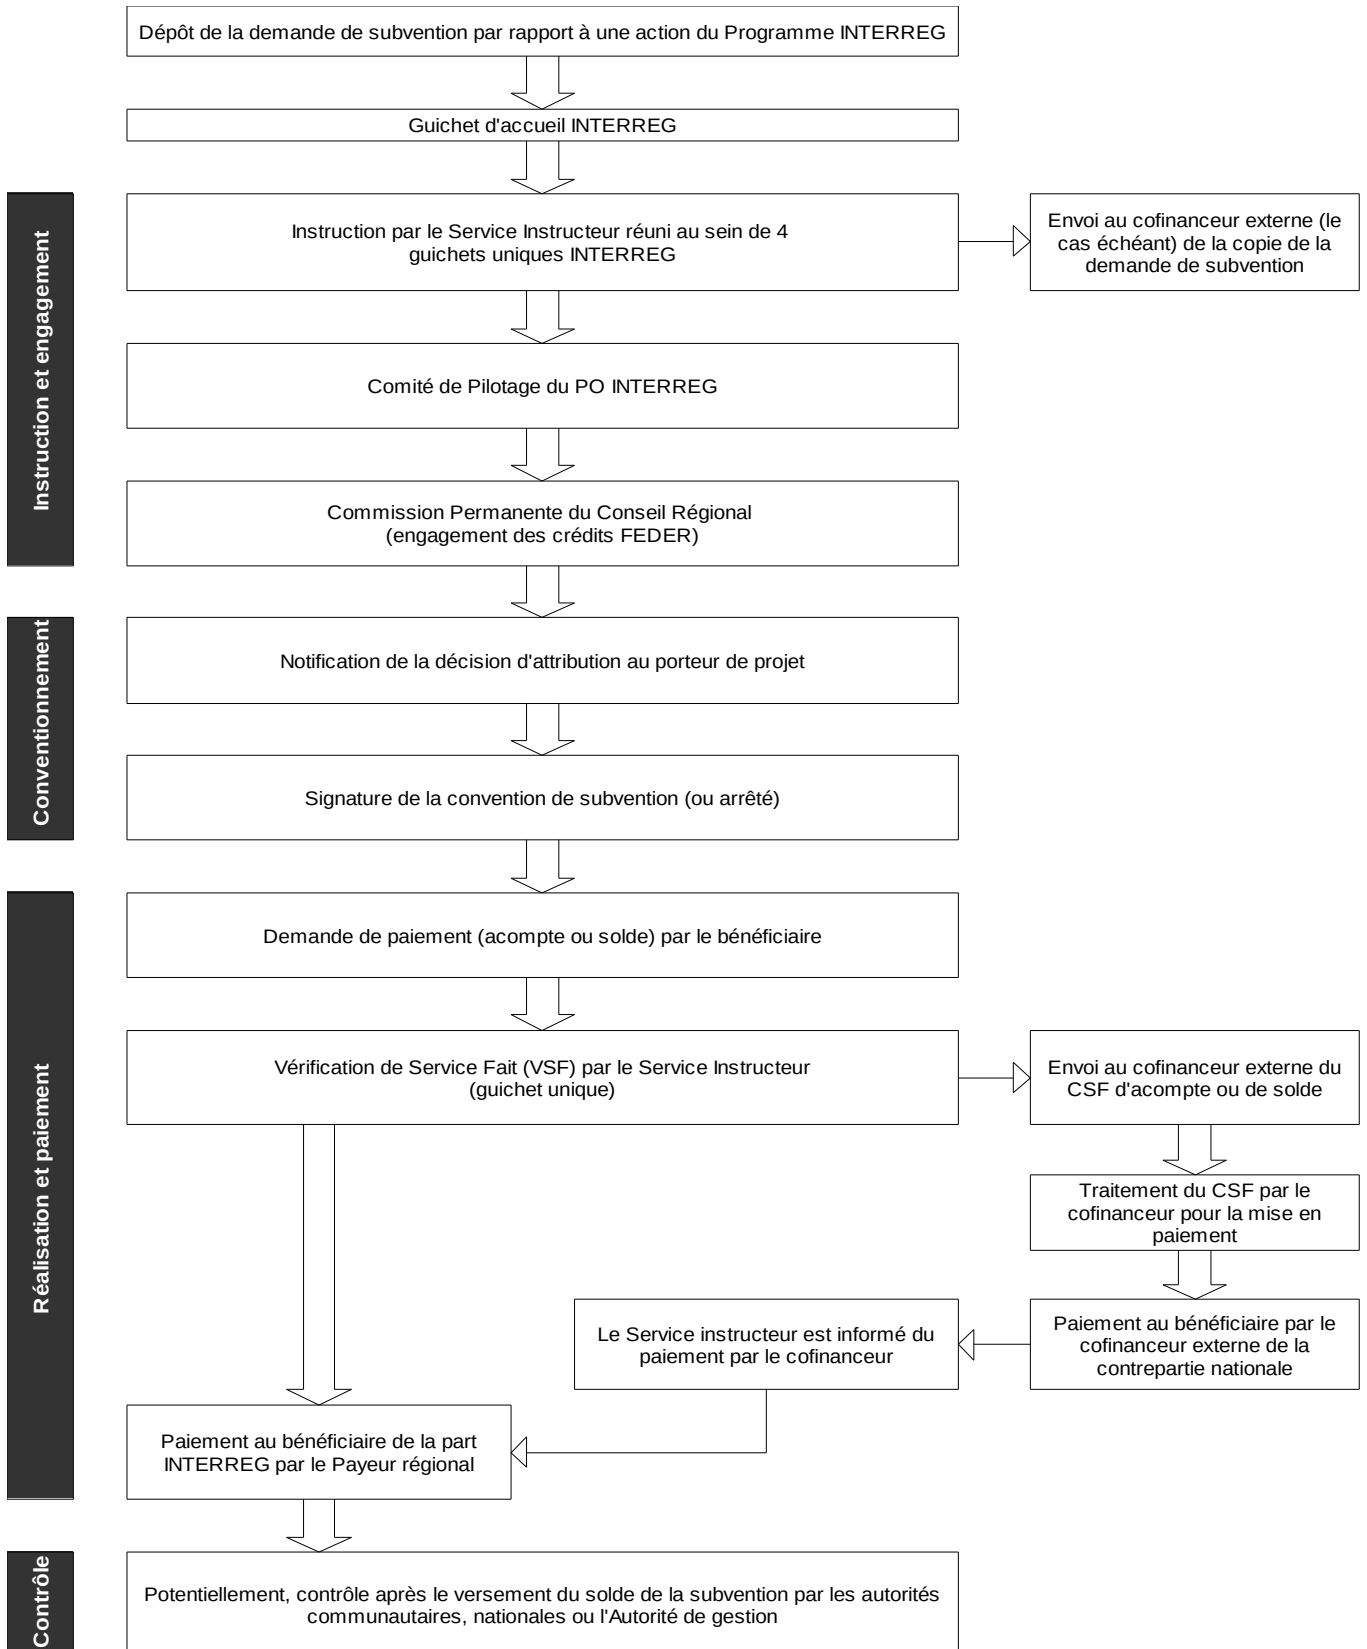 Dépôt de la demande de subvention par rapport à une action du Programme INTERREG
Guichet d'accueil INTERREG
Instruction et engagement
Instruction par le Service Instructeur réuni au sein de 4
guichets uniques INTERREG
Envoi au cofinanceur externe (le
cas échéant) de la copie de la
demande de subvention
Comité de Pilotage du PO INTERREG
Commission Permanente du Conseil Régional
(engagement des crédits FEDER)
Conventionnement
Notification de la décision d'attribution au porteur de projet
Signature de la convention de subvention (ou arrêté)
Réalisation et paiement
Demande de paiement (acompte ou solde) par le bénéficiaire
Vérification de Service Fait (VSF) par le Service Instructeur
(guichet unique)
Envoi au cofinanceur externe du
CSF d'acompte ou de solde
Traitement du CSF par le
cofinanceur pour la mise en
paiement
Paiement au bénéficiaire par le
cofinanceur externe de la
contrepartie nationale
Le Service instructeur est informé du
paiement par le cofinanceur
Paiement au bénéficiaire de la part
INTERREG par le Payeur régional
Contrôle
Potentiellement, contrôle après le versement du solde de la subvention par les autorités
communautaires, nationales ou l'Autorité de gestion